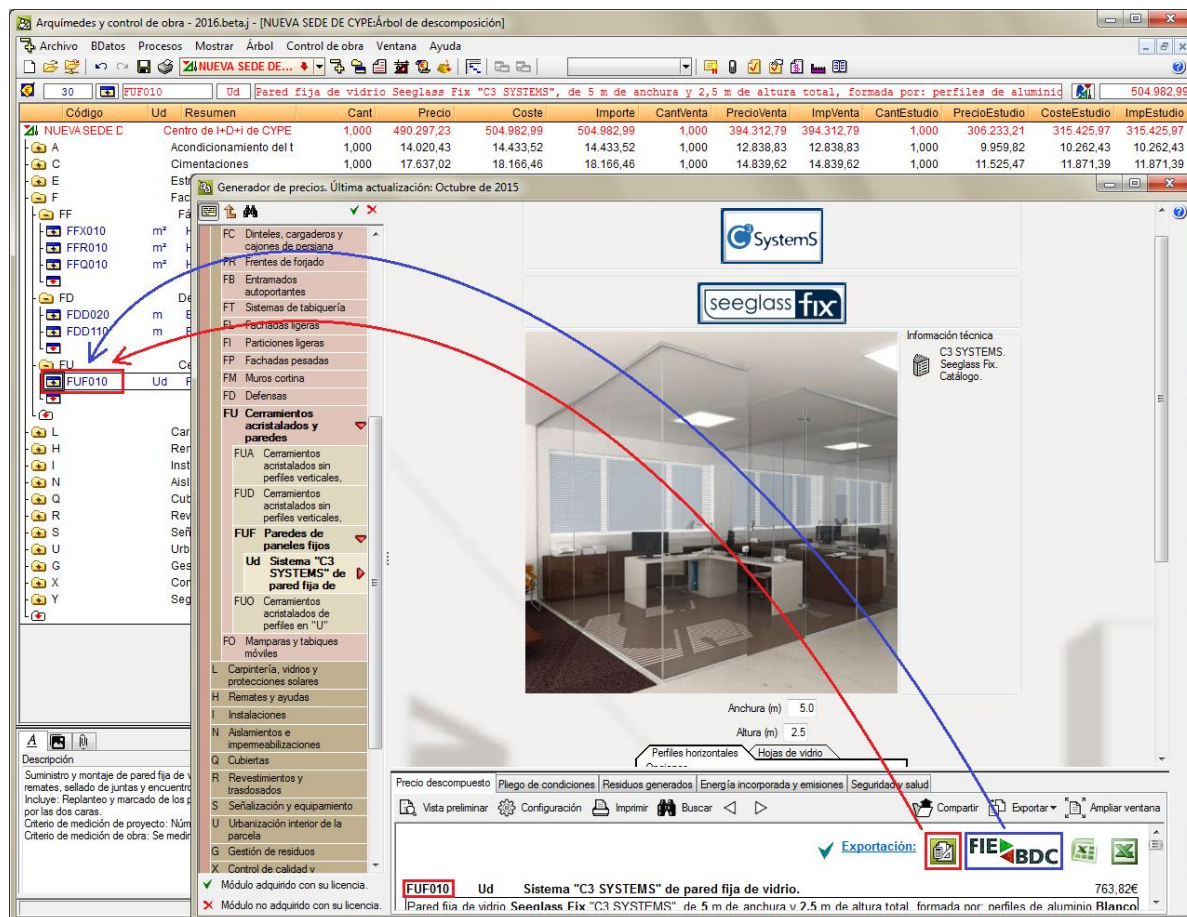 Arquímedes y control de obra - 2016.beta.j - [NUEVA SEDE DE CYPE:Árbol de descomposición]
Archivo BDatos Procesos Mostrar Árbol Control de obra Ventana Ayuda
NUEVA SEDE DE...
30 FUF010 Ud Pared fija de vidrio Seeglass Fix "C3 SYSTEMS", de 5 m de anchura y 2,5 m de altura total, formada por: perfiles de aluminio 504.982,99
Código Ud Resumen Cant Precio Coste Importe CantVenta PrecioVenta ImpVenta CantEstudio PrecioEstudio CosteEstudio ImpEstudio
NUEVA SEDE D Centro de I+D+i de CYPE 1,000 490.297,23 504.982,99 504.982,99 1,000 394.312,79 394.312,79 1,000 306.233,21 315.425,97 315.425,97
A Acondicionamiento del t 1,000 14.020,43 14.433,52 14.433,52 1,000 12.838,83 12.838,83 1,000 9.959,82 10.262,43 10.262,43
C Cimentaciones 1,000 17.637,02 18.166,46 18.166,46 1,000 14.839,62 14.839,62 1,000 11.525,47 11.871,39 11.871,39
E Est
F Fac
FF Fá
FFX010 m² H
FFR010 m² H
FFQ010 m² H
FD De
FDD020 m B
FDD110 m
FU Ce
FUF010 Ud P
L Car
H Ren
I Inst
N Aisl
Q Cub
R Rev
S Señ
U Urb
G Ges
X Con
Y Seg
Descripción
Suministro y montaje de pared fija de v
remates, sellado de juntas y encuentro
Incluye: Replanteo y marcado de los p
por las dos caras.
Criterio de medición de proyecto: Núm
Criterio de medición de obra: Se medir
Generador de precios. Última actualización: Octubre de 2015
FC Dinteles, cargaderos y
cajones de persiana
FR Frentes de forjado
FB Entramados
autoportantes
FT Sistemas de tabiquería
FL Fachadas ligeras
FI Particiones ligeras
FP Fachadas pesadas
FM Muros cortina
FD Defensas
FU Cerramientos
acristalados y
paredes
FUA Cerramientos
acristalados sin
perfiles verticales,
FUD Cerramientos
acristalados sin
perfiles verticales,
FUF Paredes de
paneles fijos
Ud Sistema "C3
SYSTEMS" de
pared fija de
FUO Cerramientos
acristalados de
perfiles en "U"
FO Mamparas y tabiques
móviles
L Carpintería, vidrios y
protecciones solares
H Remates y ayudas
I Instalaciones
N Aislamientos e
impermeabilizaciones
Q Cubiertas
R Revestimientos y
trasdosados
S Señalización y equipamiento
U Urbanización interior de la
parcela
G Gestión de residuos
X Control de calidad y
Módulo adquirido con su licencia.
Módulo no adquirido con su licencia.
C3 SystemS
seeglass fix
Información técnica
C3 SYSTEMS.
Seeglass Fix.
Catálogo.
Anchura (m) 5.0
Altura (m) 2.5
Perfiles horizontales Hojas de vidrio
Opciones
Precio descompuesto Pliego de condiciones Residuos generados Energía incorporada y emisiones Seguridad y salud
Vista preliminar Configuración Imprimir Buscar Compartir Exportar Ampliar ventana
Exportación: FIE BDC
FUF010 Ud Sistema "C3 SYSTEMS" de pared fija de vidrio. 763,82€
Pared fija de vidrio Seeglass Fix "C3 SYSTEMS", de 5 m de anchura y 2,5 m de altura total, formada por: perfiles de aluminio Blanco